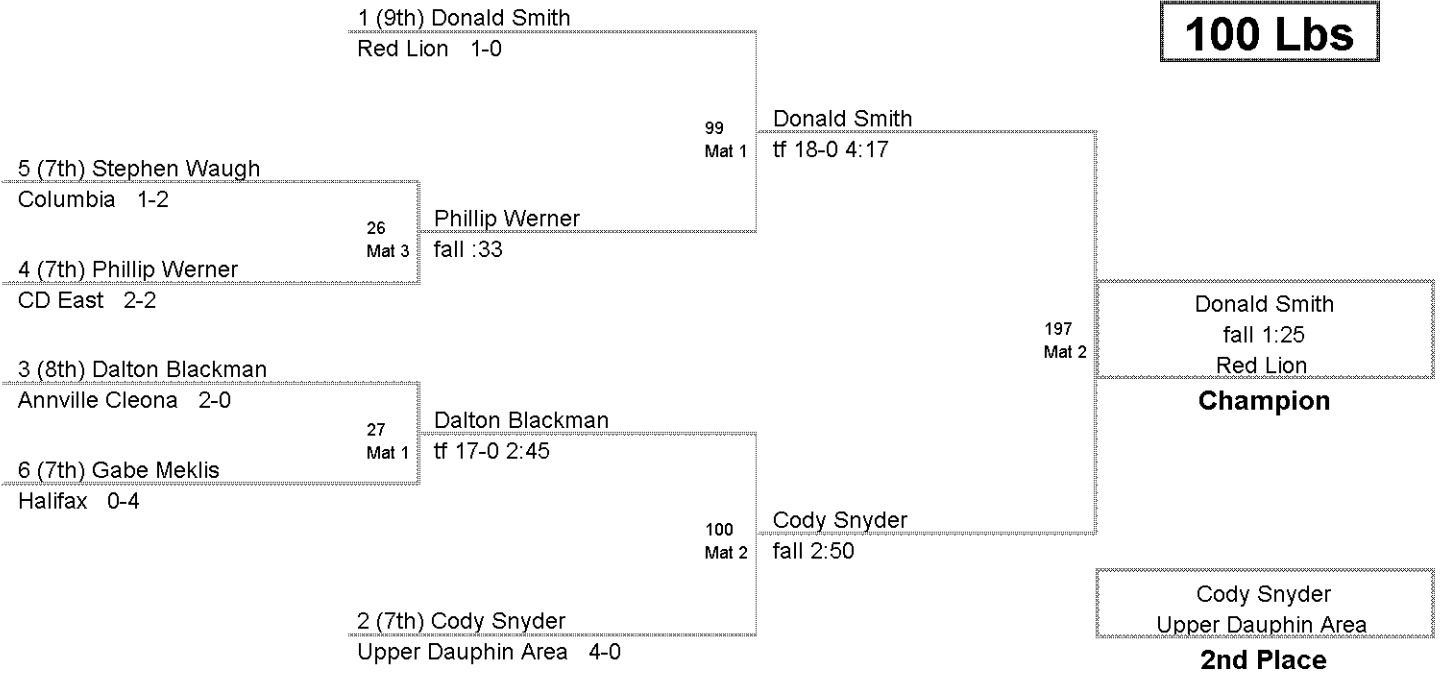 1 (9th) Donald Smith
Red Lion 1-0
100 Lbs
99
Mat 1
Donald Smith
tf 18-0 4:17
5 (7th) Stephen Waugh
Columbia 1-2
26
Mat 3
Phillip Werner
fall :33
4 (7th) Phillip Werner
CD East 2-2
197
Mat 2
Donald Smith
fall 1:25
Red Lion
Champion
3 (8th) Dalton Blackman
Annville Cleona 2-0
27
Mat 1
Dalton Blackman
tf 17-0 2:45
6 (7th) Gabe Meklis
Halifax 0-4
100
Mat 2
Cody Snyder
fall 2:50
2 (7th) Cody Snyder
Upper Dauphin Area 4-0
Cody Snyder
Upper Dauphin Area
2nd Place